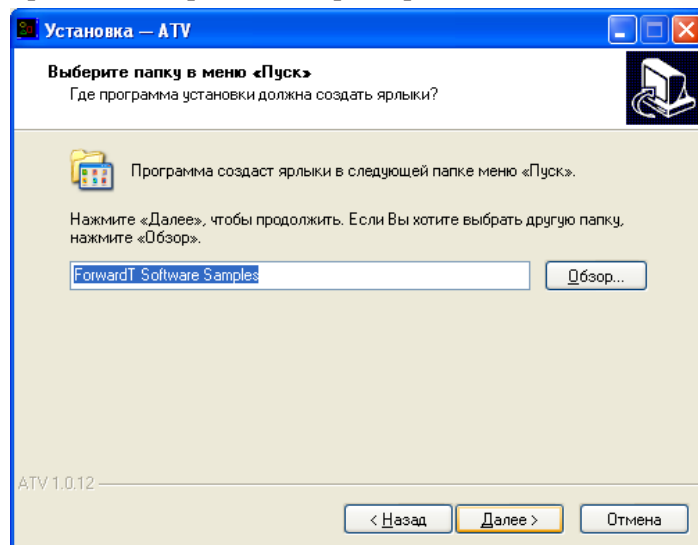 Установка — ATV
Выберите папку в меню «Пуск»
Где программа установки должна создать ярлыки?
Программа создаст ярлыки в следующей папке меню «Пуск».
Нажмите «Далее», чтобы продолжить. Если Вы хотите выбрать другую папку,
нажмите «Обзор».
ForwardT Software Samples
Обзор...
ATV 1.0.12
< Назад
Далее >
Отмена